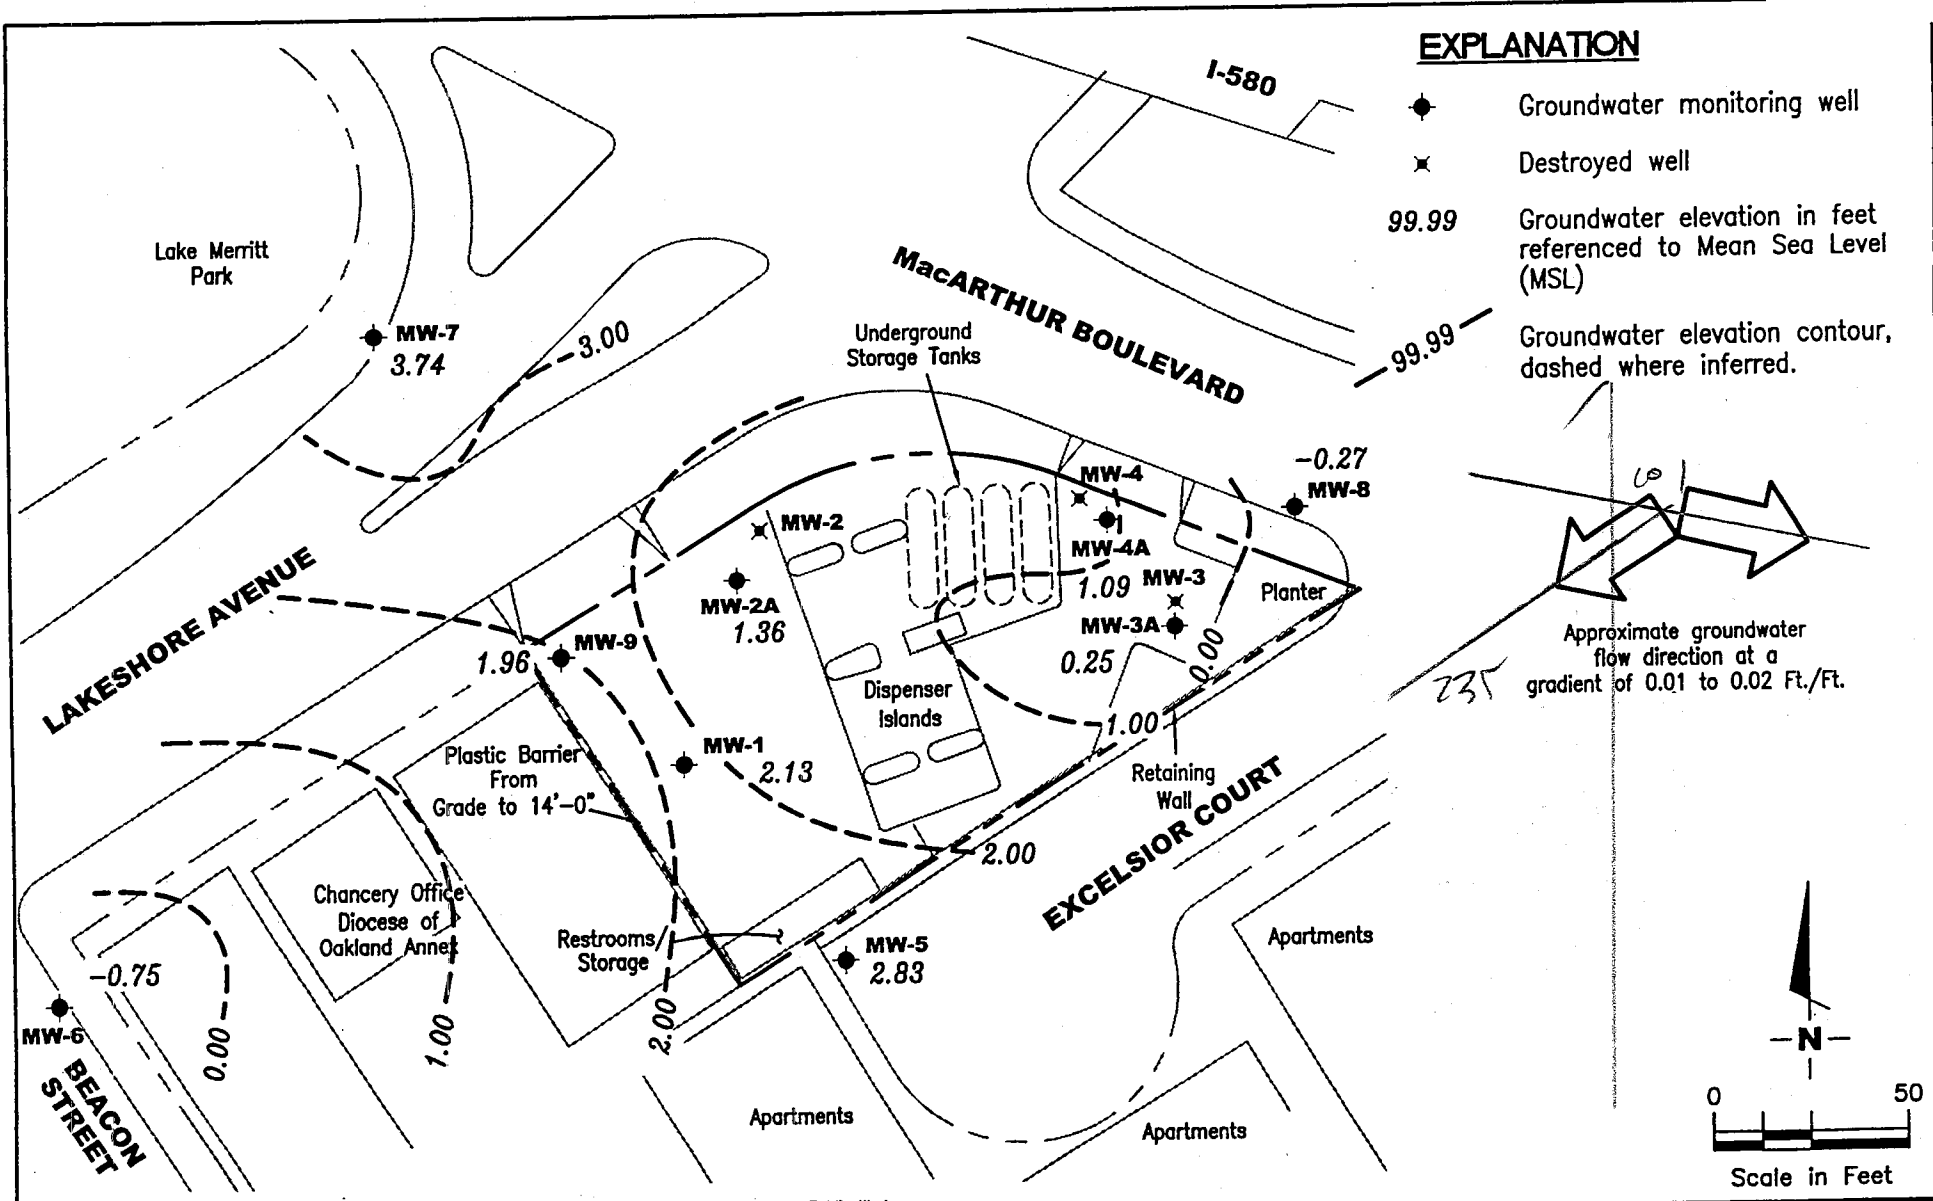 EXPLANATION
Groundwater monitoring well
Destroyed well
99.99
Groundwater elevation in feet
referenced to Mean Sea Level
(MSL)
99.99
Groundwater elevation contour,
dashed where inferred.
I-580
Lake Merritt
Park
MW-7
3.74
3.00
MacARTHUR BOULEVARD
Underground
Storage Tanks
-0.27
MW-8
MW-4
MW-2
MW-4A
1.09
MW-3
Planter
MW-2A
1.36
MW-3A
0.25
0.00
LAKESHORE AVENUE
1.96
MW-9
Dispenser
Islands
1.00
Approximate groundwater
flow direction at a
gradient of 0.01 to 0.02 Ft./Ft.
235
Plastic Barrier
From
Grade to 14'-0"
MW-1
2.13
Retaining
Wall
EXCELSIOR COURT
2.00
Chancery Office
Diocese of
Oakland Annex
Restrooms/
Storage
MW-5
2.83
Apartments
-0.75
MW-6
0.00
1.00
2.00
BEACON
STREET
Apartments
Apartments
-N-
0 50
Scale in Feet